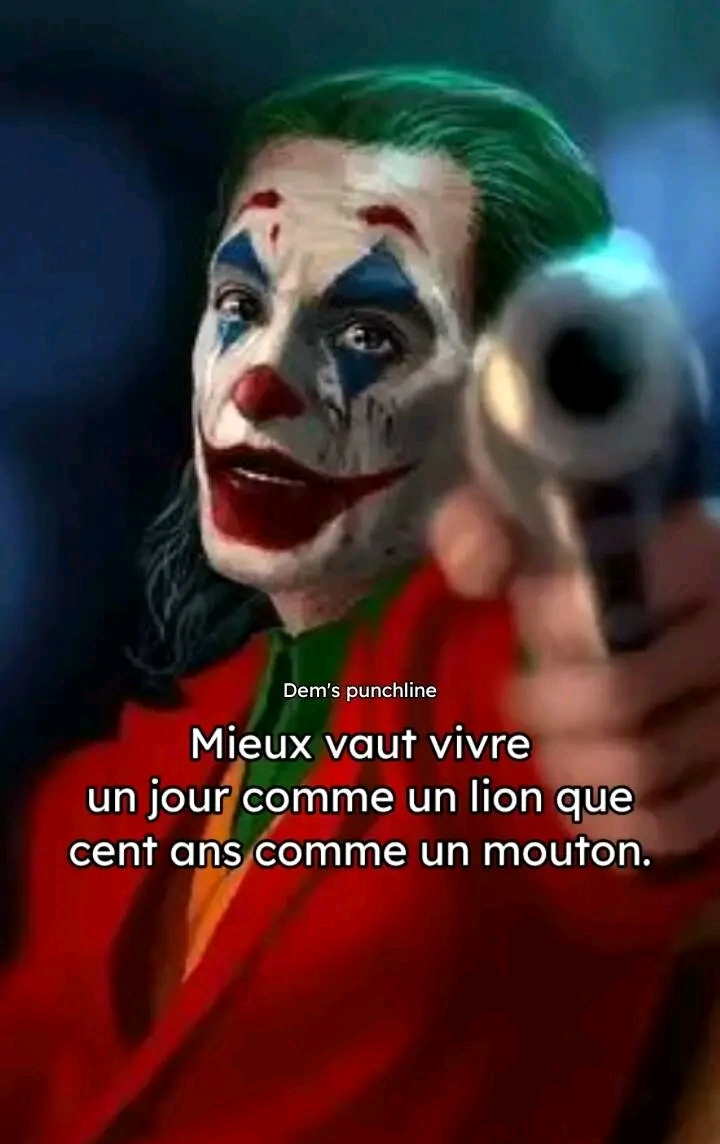 Dem's punchline
Mieux vaut vivre
un jour comme un lion que
cent ans comme un mouton.